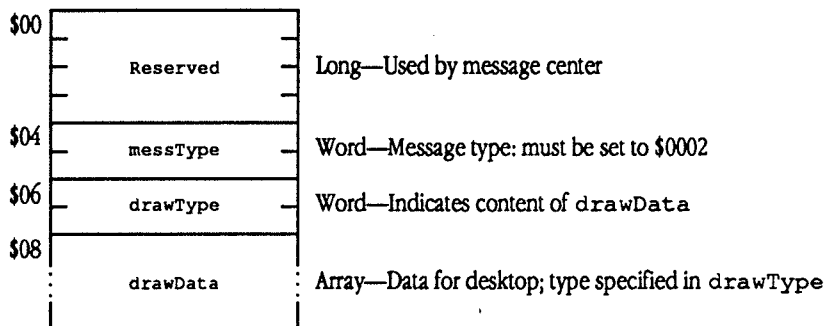 $00
Reserved Long—Used by message center
$04
messType Word—Message type: must be set to $0002
$06
drawType Word—Indicates content of drawData
$08
drawData Array—Data for desktop; type specified in drawType